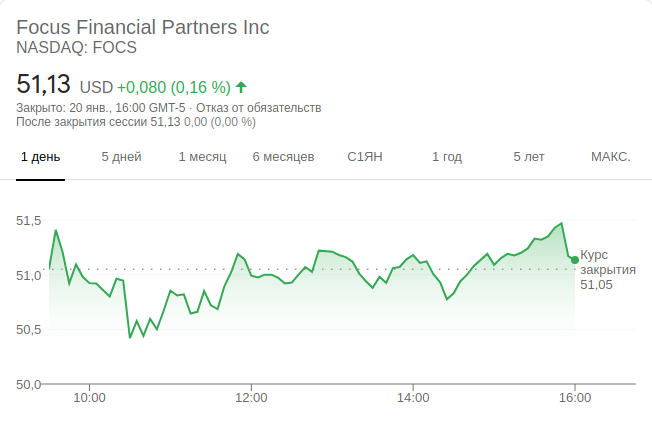 Focus Financial Partners Inc
NASDAQ: FOCS
51,13 USD +0,080 (0,16 %)
Закрыто: 20 янв., 16:00 GMT-5 · Отказ от обязательств
После закрытия сессии 51,13 0,00 (0,00 %)
1 день 5 дней 1 месяц 6 месяцев С1ЯН 1 год 5 лет МАКС.
51,5
51,0
50,5
50,0
Курс
закрытия
51,05
10:00 12:00 14:00 16:00